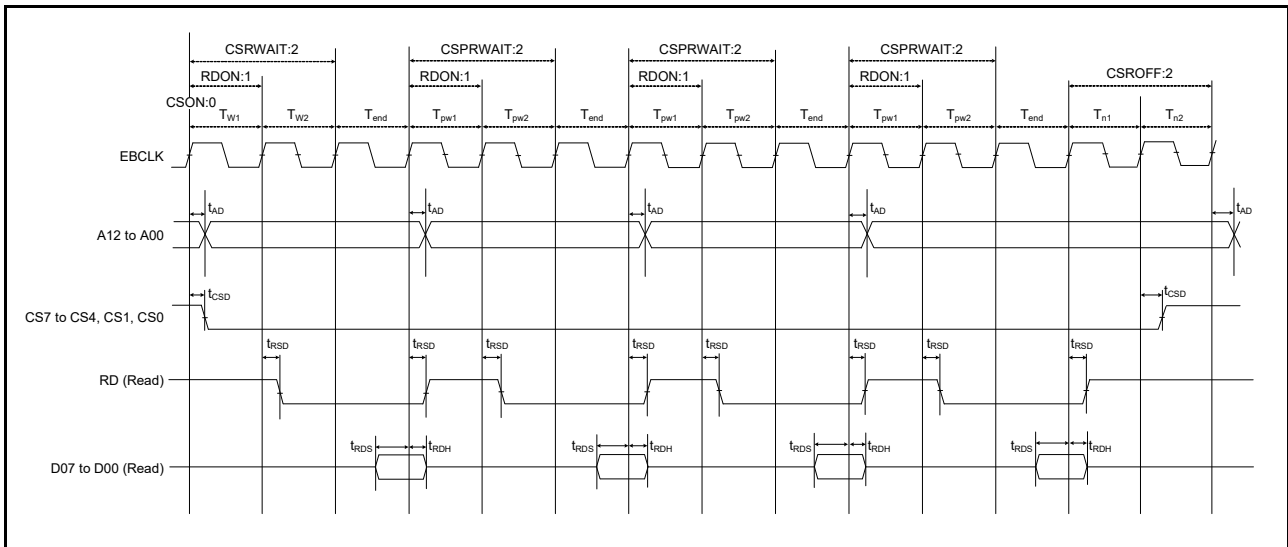 CSRWAIT:2 CSPRWAIT:2 CSPRWAIT:2 CSPRWAIT:2
RDON:1 RDON:1 RDON:1 RDON:1 CSROFF:2
CSON:0
TW1 TW2 Tend Tpw1 Tpw2 Tend Tpw1 Tpw2 Tend Tpw1 Tpw2 Tend Tn1 Tn2
EBCLK
tAD tAD tAD tAD tAD
A12 to A00
tCSD tCSD
CS7 to CS4, CS1, CS0
tRSD tRSD tRSD tRSD tRSD tRSD tRSD tRSD
RD (Read)
tRDS tRDH tRDS tRDH tRDS tRDH tRDS tRDH
D07 to D00 (Read)